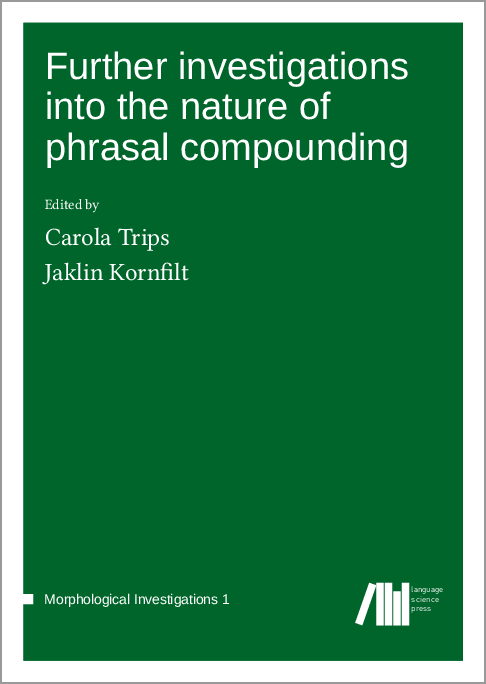 Further investigations
into the nature of
phrasal compounding
Edited by
Carola Trips
Jaklin Kornfilt
Morphological Investigations 1
language
science
press